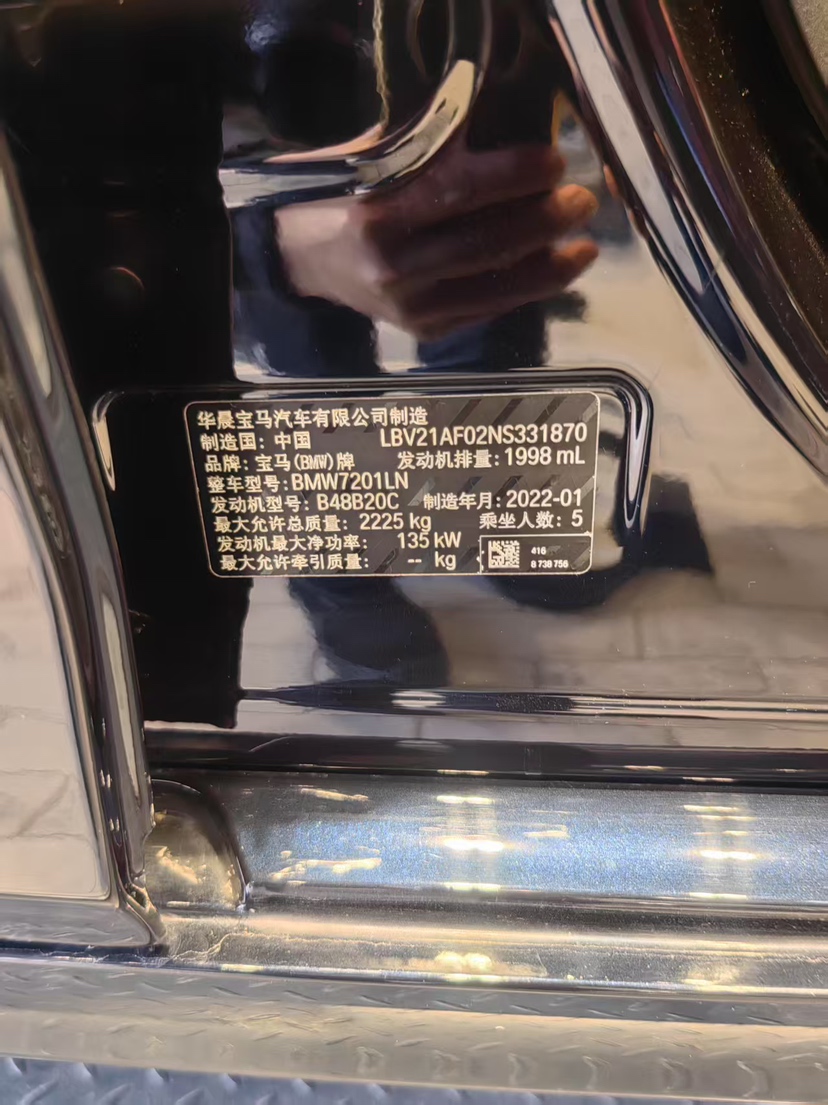 华晨宝马汽车有限公司制造
制造国: 中国 LBV21AF02NS331870
品牌: 宝马(BMW)牌 发动机排量: 1998 mL
整车型号: BMW7201LN
发动机型号: B48B20C 制造年月: 2022-01
最大允许总质量: 2225 kg 乘坐人数: 5
发动机最大净功率: 135 kW
最大允许牵引质量: -- kg
416
8 738 756